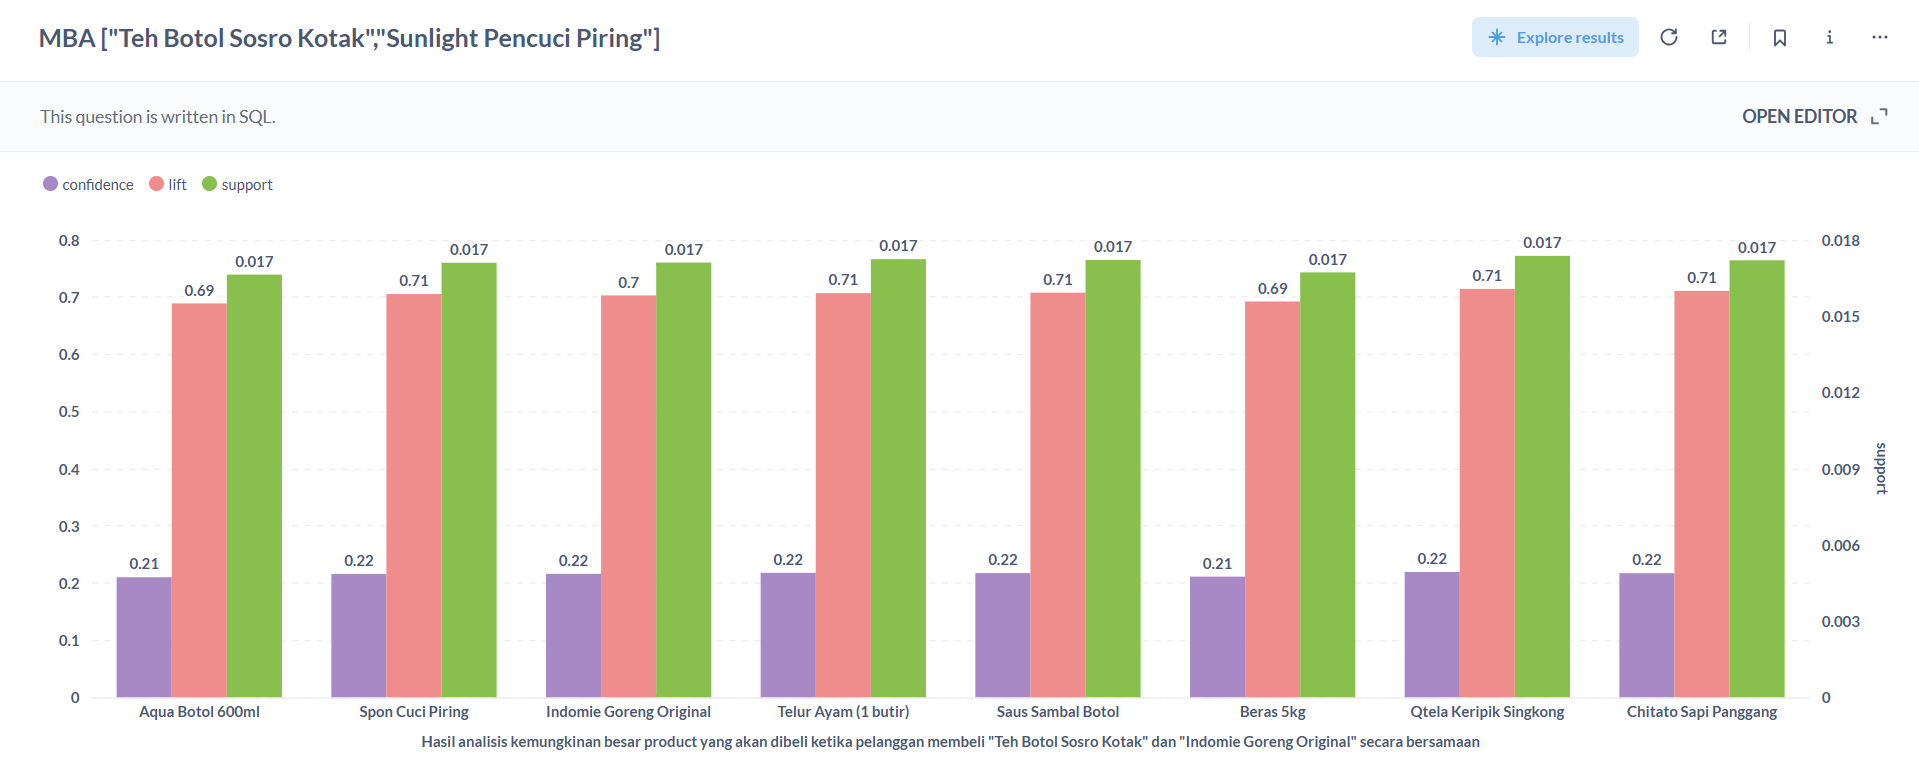 MBA ["Teh Botol Sosro Kotak","Sunlight Pencuci Piring"]
Explore results
This question is written in SQL.
OPEN EDITOR
confidence lift support
0.8 0.7 0.6 0.5 0.4 0.3 0.2 0.1 0
0.21 0.69 0.017
0.22 0.71 0.017
0.22 0.7 0.017
0.22 0.71 0.017
0.22 0.71 0.017
0.21 0.69 0.017
0.22 0.71 0.017
0.22 0.71 0.017
0.018 0.015 0.012 0.009 0.006 0.003 0
support
Aqua Botol 600ml Spon Cuci Piring Indomie Goreng Original Telur Ayam (1 butir) Saus Sambal Botol Beras 5kg Qtela Keripik Singkong Chitato Sapi Panggang
Hasil analisis kemungkinan besar product yang akan dibeli ketika pelanggan membeli "Teh Botol Sosro Kotak" dan "Indomie Goreng Original" secara bersamaan